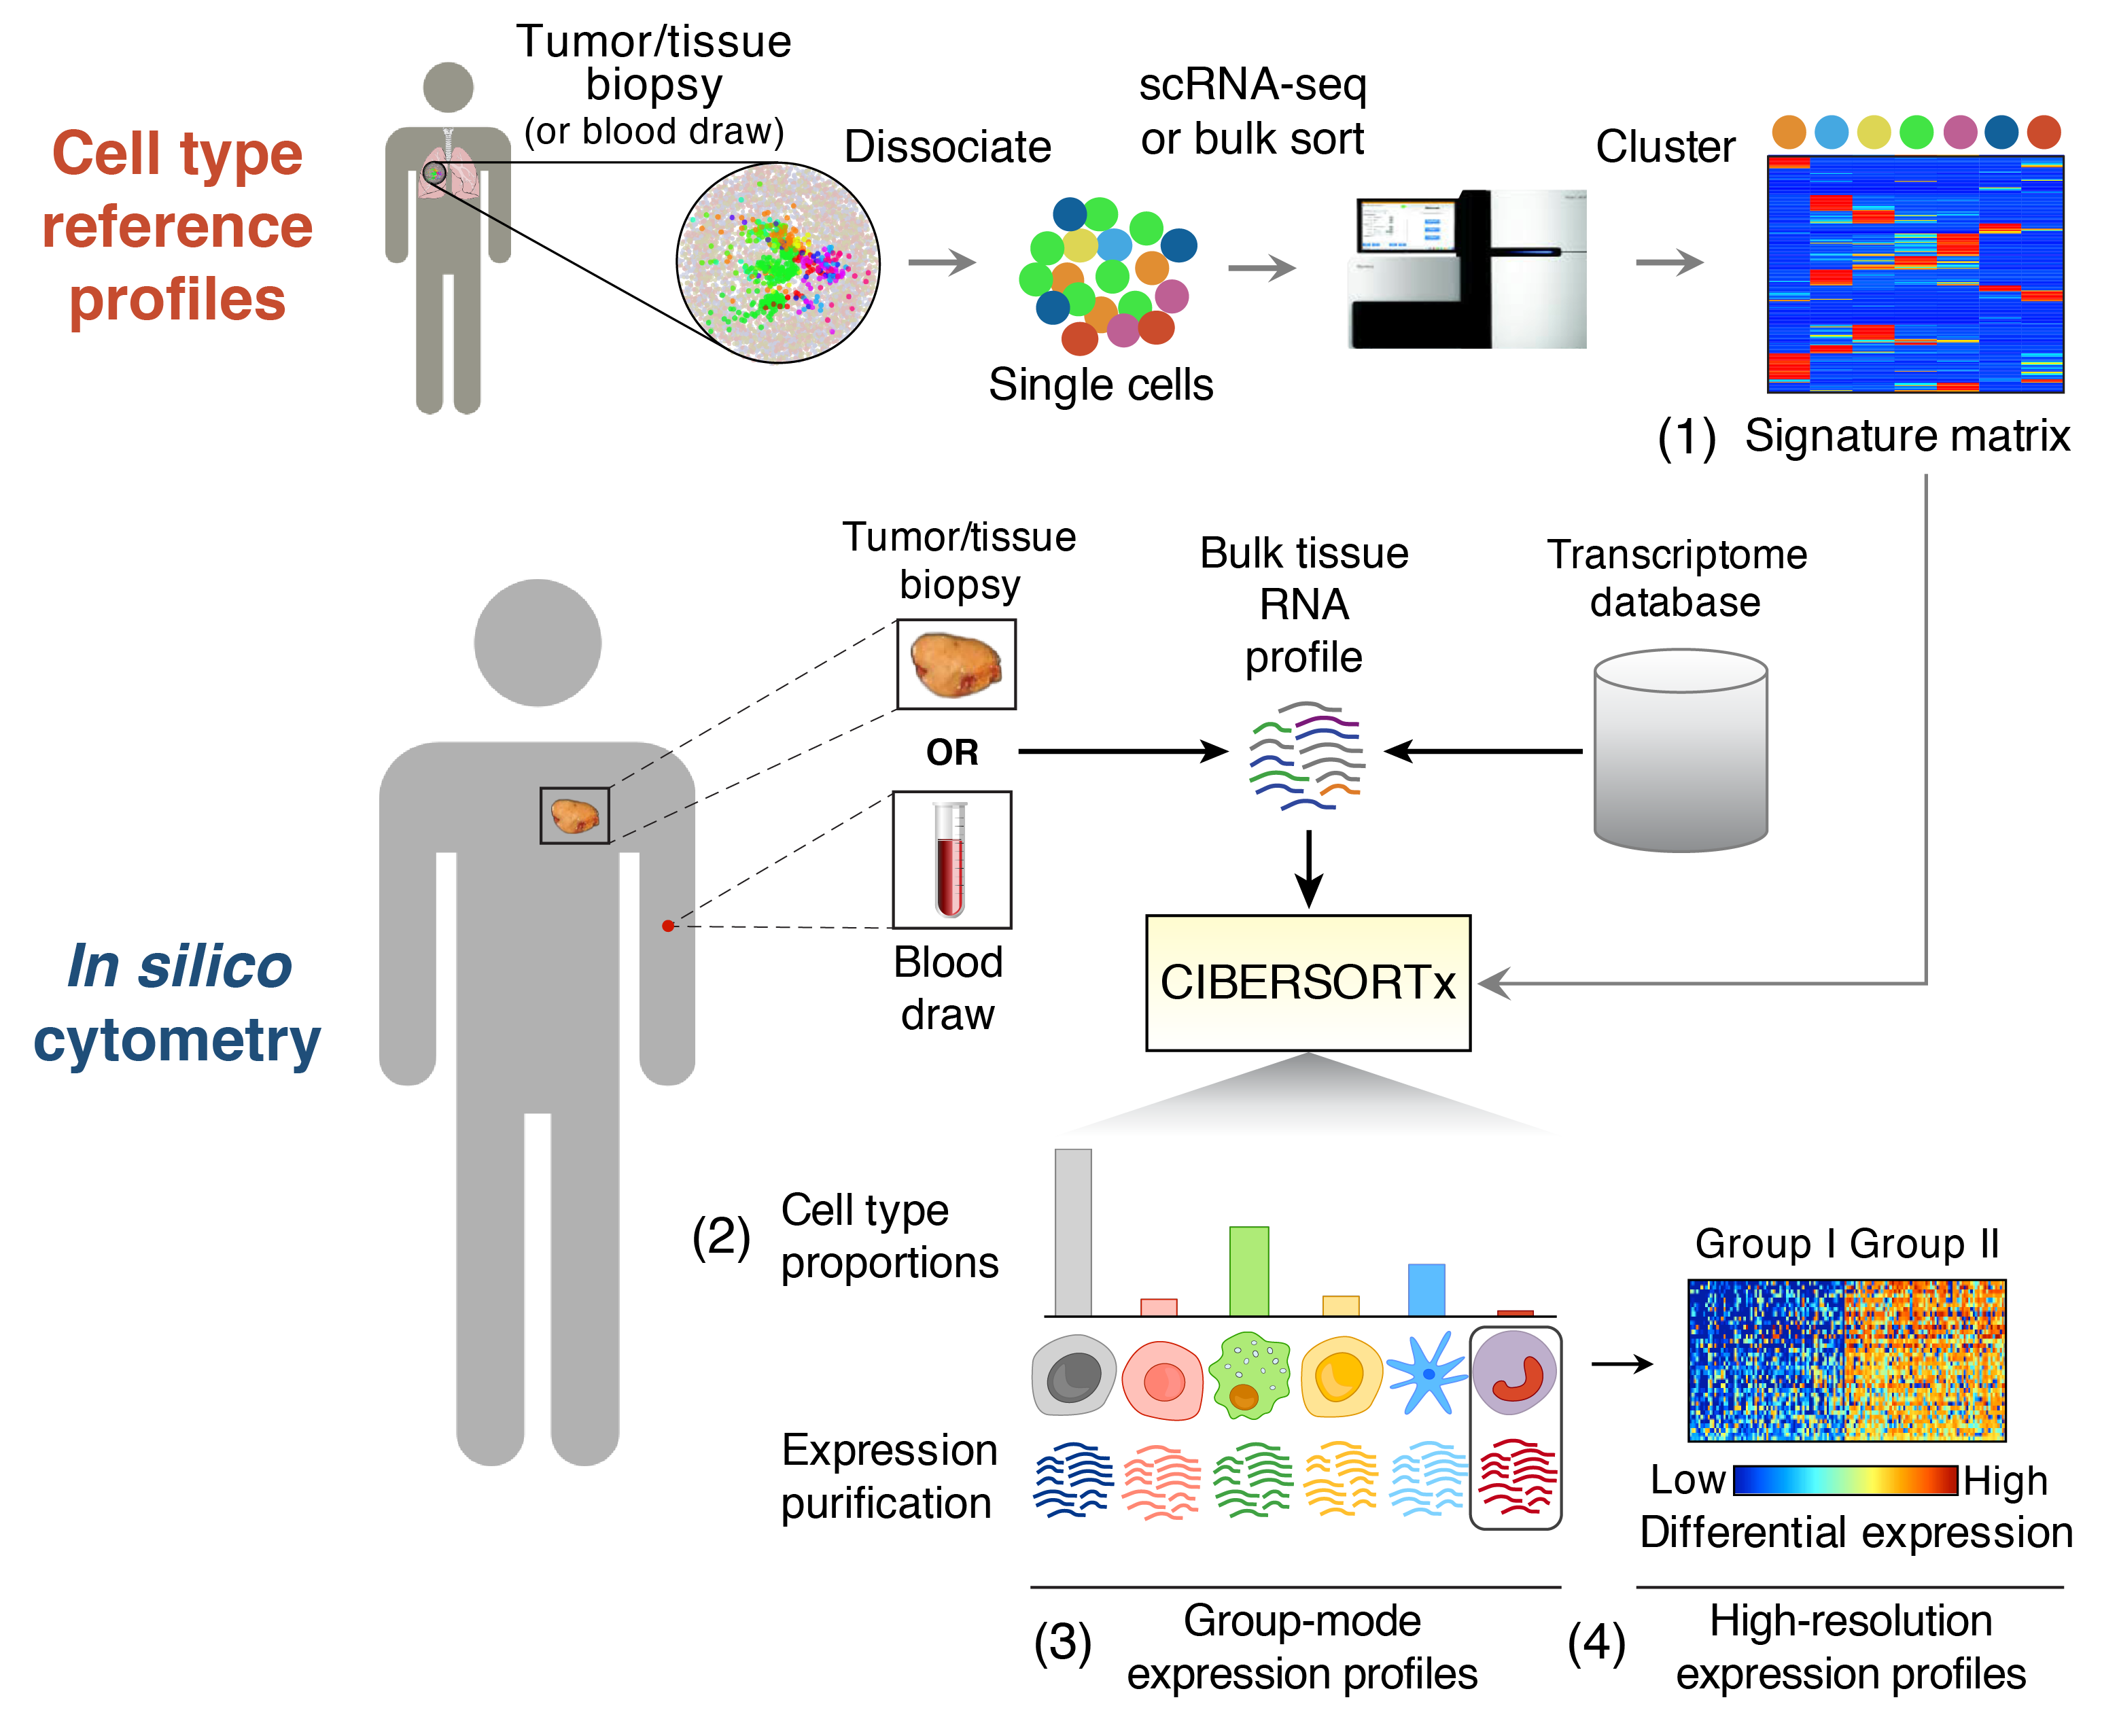 Cell type
reference
profiles
Tumor/tissue
biopsy
(or blood draw)
Dissociate
Single cells
scRNA-seq
or bulk sort
Cluster
(1) Signature matrix
In silico
cytometry
Tumor/tissue
biopsy
OR
Blood
draw
Bulk tissue
RNA
profile
Transcriptome
database
CIBERSORTx
(2) Cell type
proportions
Expression
purification
Group I Group II
Low High
Differential expression
(3) Group-mode
expression profiles
(4) High-resolution
expression profiles